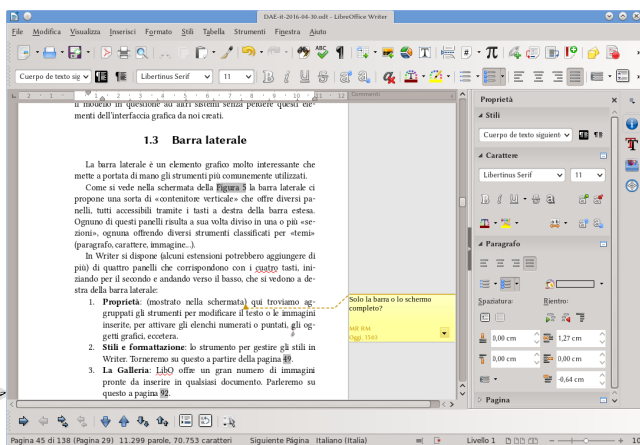 DAE-it-2016-04-30.odt - LibreOffice Writer
File Modifica Visualizza Inserisci Formato Stili Tabella Strumenti Finestra Aiuto
Cuerpo de texto sig Libertinus Serif 11
Commenti
il modello in questione ad altri sistemi senza perdere questi ele-
menti dell'interfaccia grafica da noi creati.
1.3 Barra laterale
La barra laterale è un elemento grafico molto interessante che
mette a portata di mano gli strumenti più comunemente utilizzati.
Come si vede nella schermata della Figura 5 la barra laterale ci
propone una sorta di «contenitore verticale» che offre diversi pa-
nelli, tutti accessibili tramite i tasti a destra della barra estesa.
Ognuno di questi panelli risulta a sua volta diviso in una o più «se-
zioni», ognuna offrendo diversi strumenti classificati per «temi»
(paragrafo, carattere, immagine...).
In Writer si dispone (alcuni estensioni potrebbero aggiungere di
più) di quattro panelli che corrispondono con i quatro tasti, ini-
ziando per il secondo e andando verso il basso, che si vedono a de-
stra della barra laterale:
1. Proprietà: (mostrato nella schermata) qui troviamo ag-
gruppati gli strumenti per modificare il testo o le immagini
inserite, per attivare gli elenchi numerati o puntati, gli og-
getti grafici, eccetera.
2. Stili e formattazione: lo strumento per gestire gli stili in
Writer. Torneremo su questo a partire della pagina 49.
3. La Galleria: LibO offre un gran numero di immagini
pronte da inserire in qualsiasi documento. Parleremo su
questo a pagina 92.
Solo la barra o lo schermo
completo?
MR RM
Oggi, 15:03
Proprietà
Stili
Cuerpo de texto siguient
Carattere
Libertinus Serif 11
Paragrafo
Spaziatura: Rientro:
0,00 cm 1,27 cm
0,00 cm 0,00 cm
-0,64 cm
Pagina
Pagina 45 di 138 (Pagina 29) 11.299 parole, 70.753 caratteri Siguiente Página Italiano (Italia) Livello 1